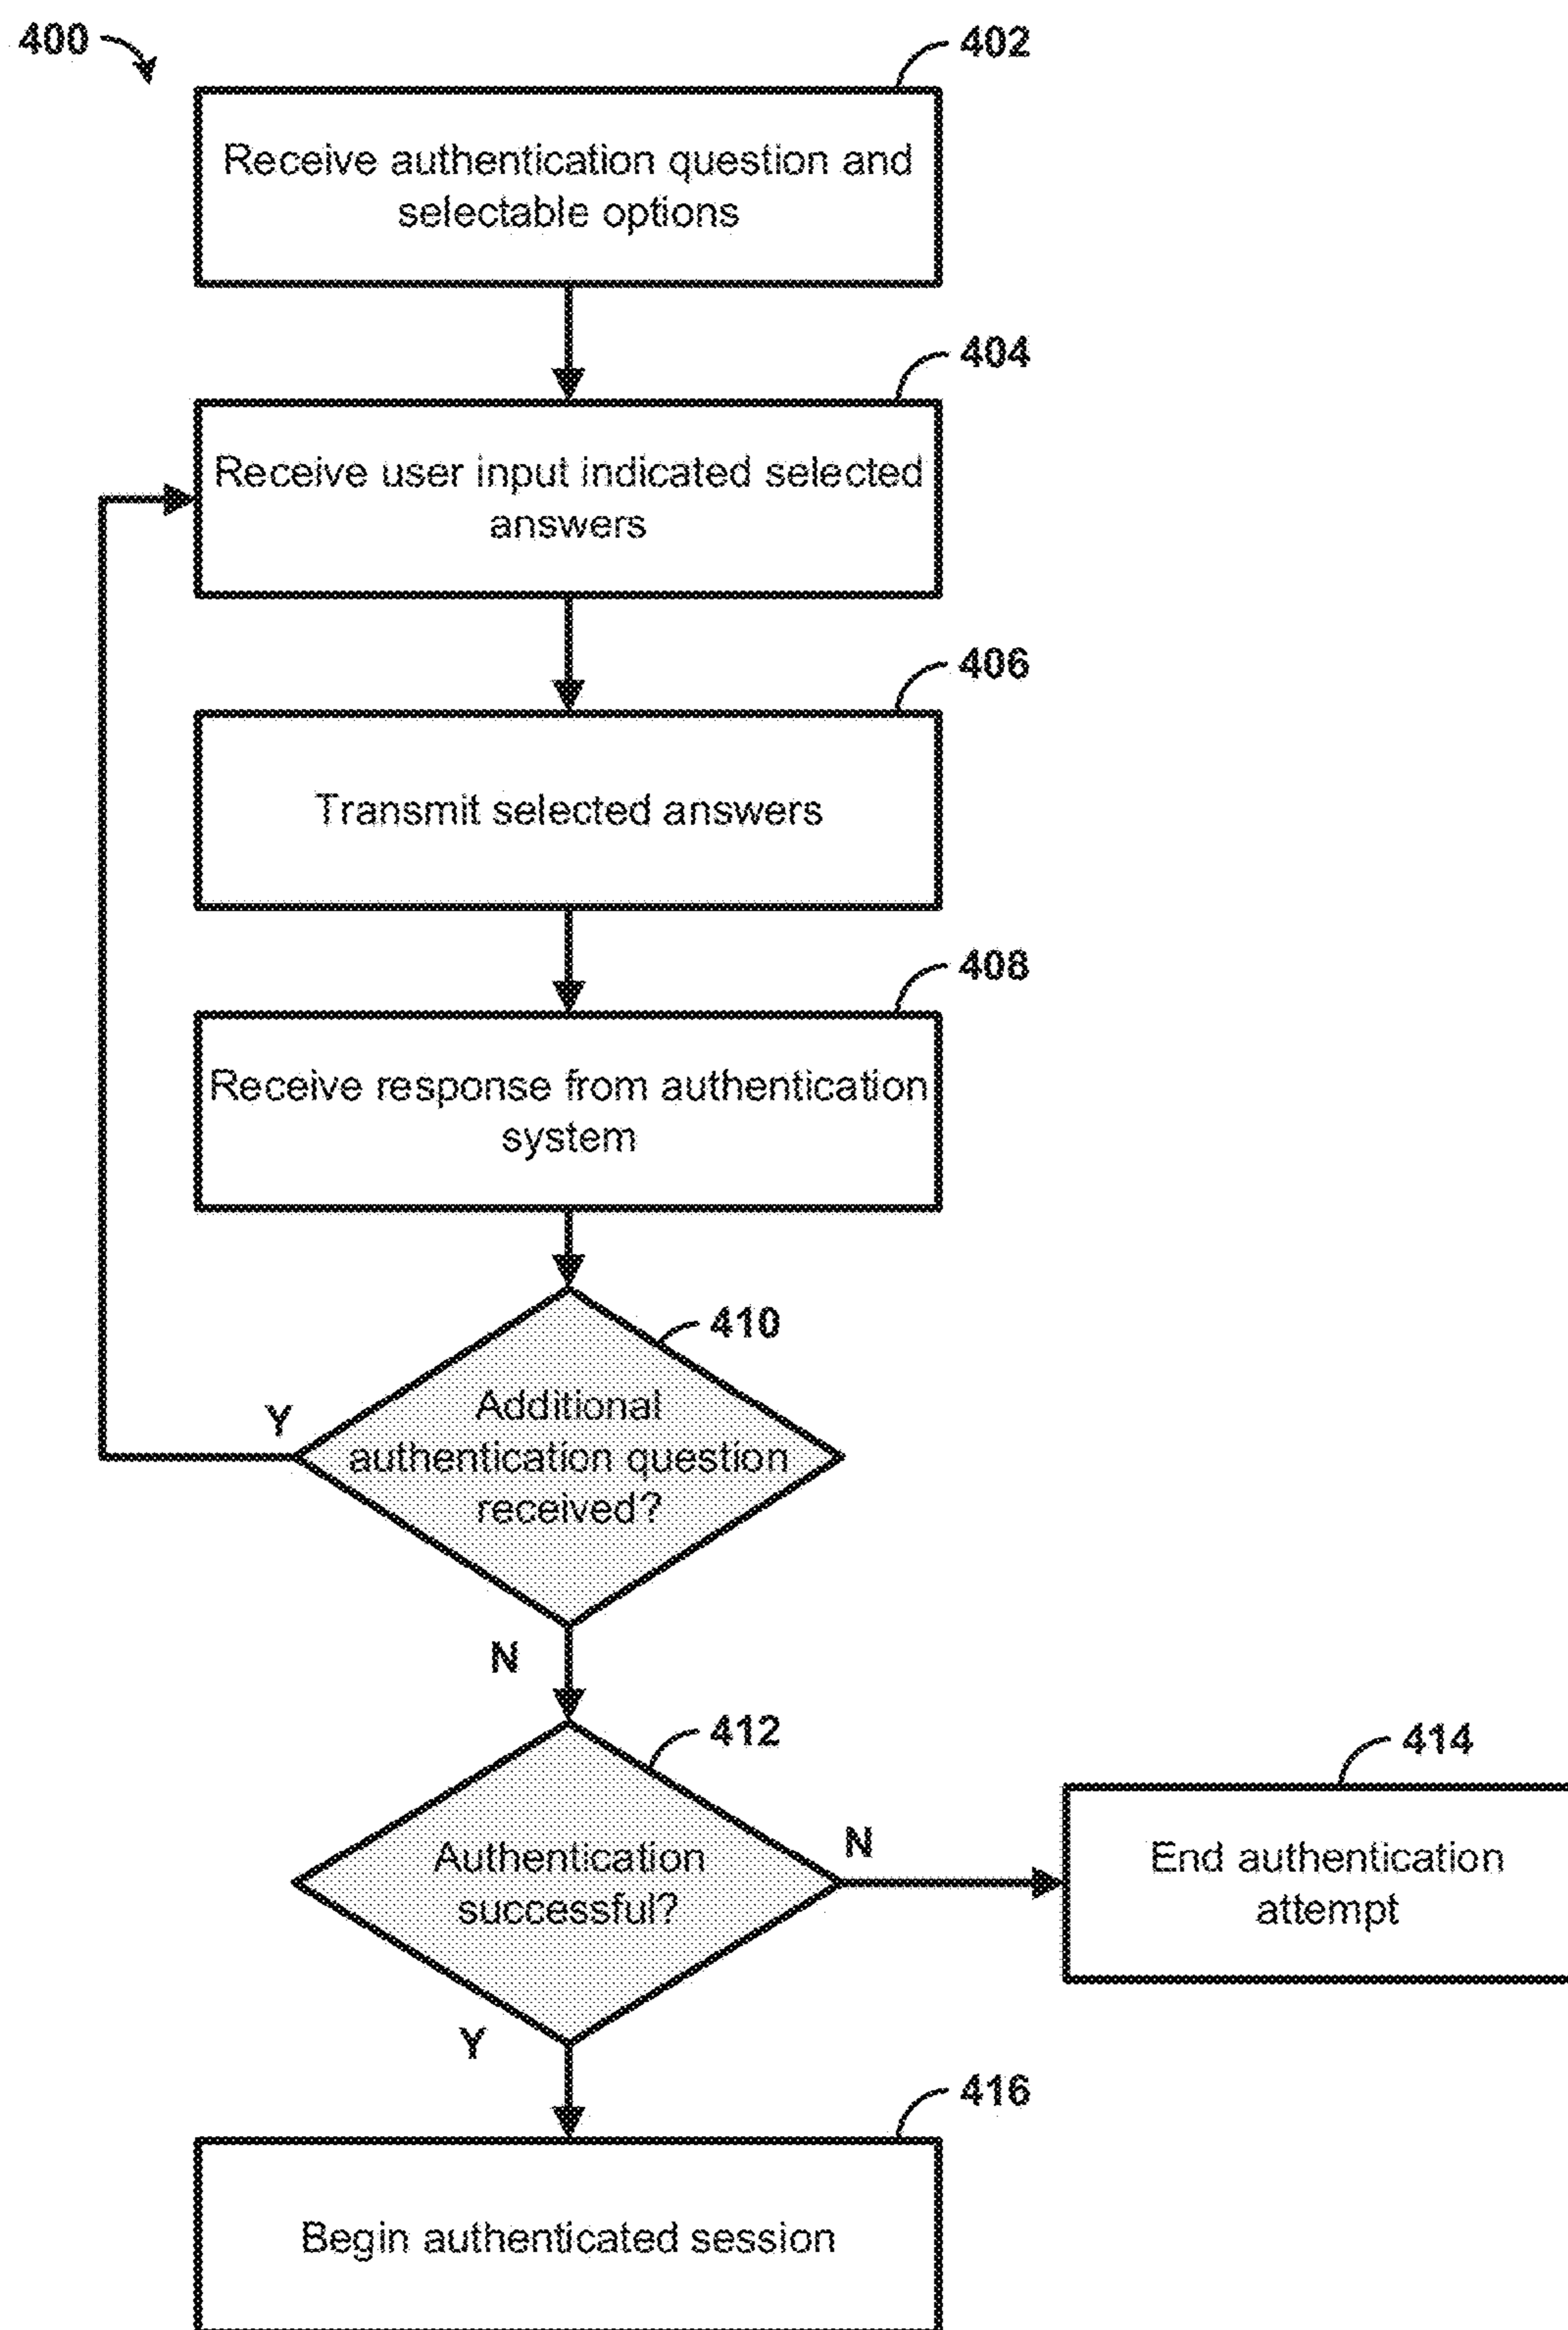 400
402
Receive authentication question and
selectable options
404
Receive user input indicated selected
answers
406
Transmit selected answers
408
Receive response from authentication
system
410
Additional
authentication question
received?
Y
N
412
Authentication
successful?
N
414
End authentication
attempt
Y
416
Begin authenticated session